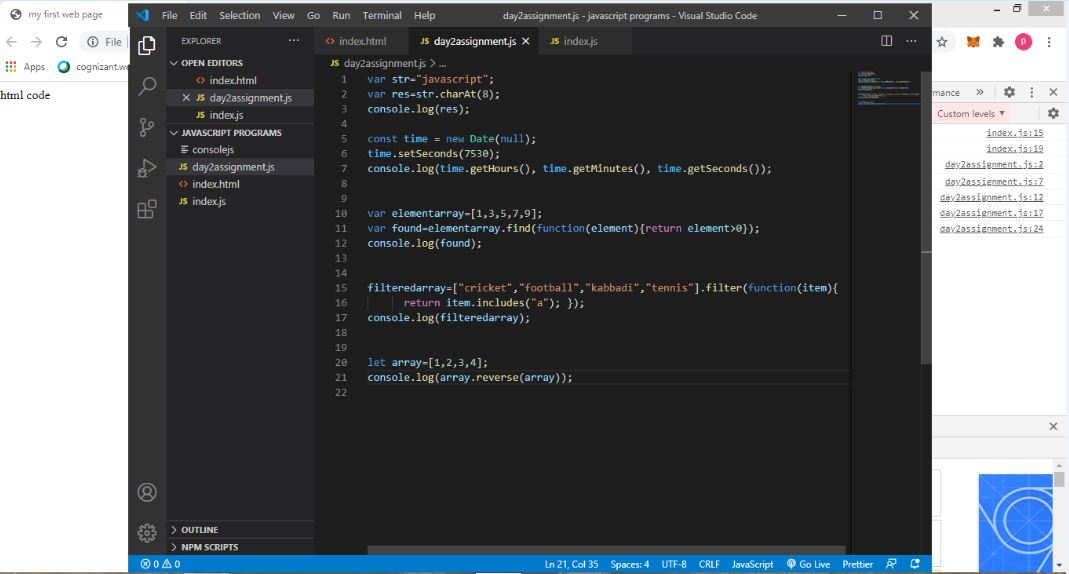 my first web page
File Edit Selection View Go Run Terminal Help
day2assignment.js - javascript programs - Visual Studio Code
File
Apps
cognizant.we
html code
EXPLORER
OPEN EDITORS
index.html
JS day2assignment.js
JS index.js
JAVASCRIPT PROGRAMS
consolejs
JS day2assignment.js
index.html
JS index.js
OUTLINE
NPM SCRIPTS
index.html
JS day2assignment.js
JS index.js
JS day2assignment.js > ...
1 var str="javascript";
2 var res=str.charAt(8);
3 console.log(res);
4
5 const time = new Date(null);
6 time.setSeconds(7530);
7 console.log(time.getHours(), time.getMinutes(), time.getSeconds());
8
9
10 var elementarray=[1,3,5,7,9];
11 var found=elementarray.find(function(element){return element>0});
12 console.log(found);
13
14
15 filteredarray=["cricket","football","kabbadi","tennis"].filter(function(item){
16 return item.includes("a"); });
17 console.log(filteredarray);
18
19
20 let array=[1,2,3,4];
21 console.log(array.reverse(array));
22
P
mance
Custom levels
index.js:15
index.js:19
day2assignment.js:2
day2assignment.js:7
day2assignment.js:12
day2assignment.js:17
day2assignment.js:24
0 0
Ln 21, Col 35 Spaces: 4 UTF-8 CRLF JavaScript Go Live Prettier